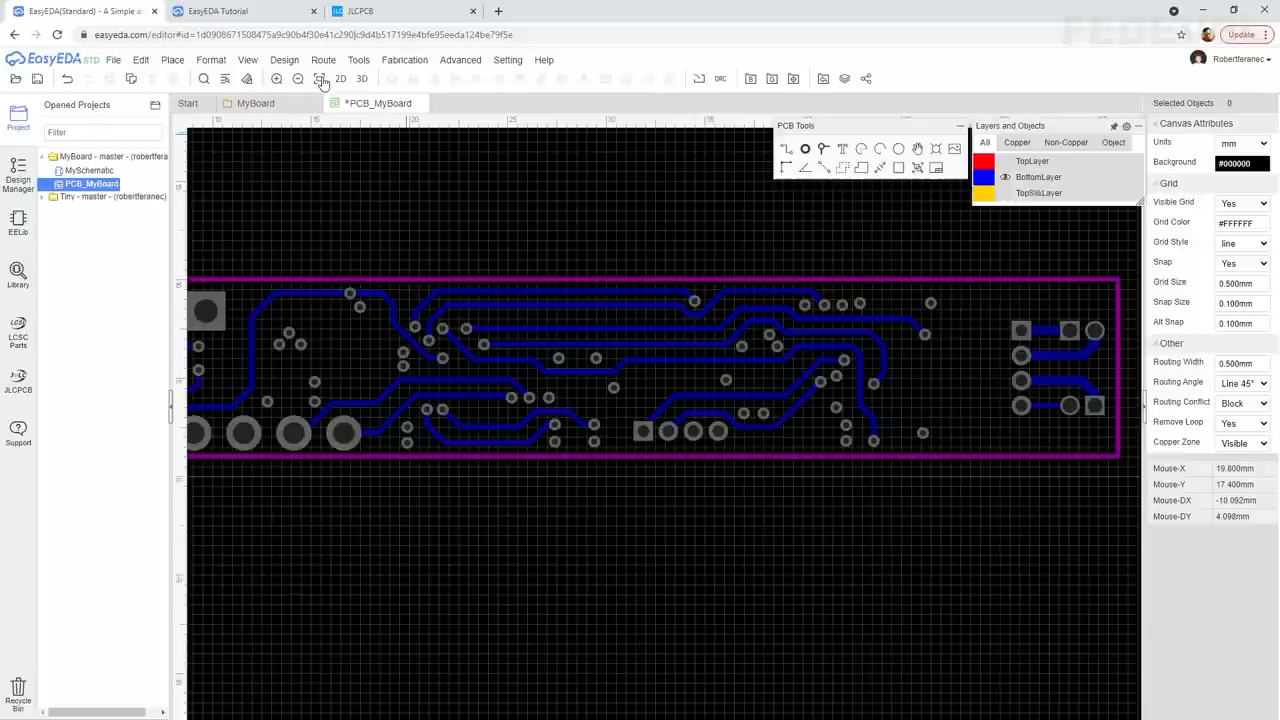 EasyEDA(Standard) - A Simple a
EasyEDA Tutorial
JLCPCB
easyeda.com/editor#id=1d0908671508475a9c90b4f30e41c290|c9d4b517199e4bfe95eeda124be79f5e
Update
EasyEDA STD
File Edit Place Format View Design Route Tools Fabrication Advanced Setting Help
Robertferanec
2D 3D
DRC
Project
Design Manager
EELib
Library
LCSC Parts
JLCPCB
Support
Recycle Bin
Opened Projects
Filter
MyBoard - master - (robertfera
MySchematic
PCB_MyBoard
Tiny - master - (robertferanec)
Start
MyBoard
*PCB_MyBoard
10 15 20 25 30 35
PCB Tools
Layers and Objects
All Copper Non-Copper Object
TopLayer
BottomLayer
TopSilkLayer
Selected Objects 0
Canvas Attributes
Units mm
Background #000000
Grid
Visible Grid Yes
Grid Color #FFFFFF
Grid Style line
Snap Yes
Grid Size 0.500mm
Snap Size 0.100mm
Alt Snap 0.100mm
Other
Routing Width 0.500mm
Routing Angle Line 45°
Routing Conflict Block
Remove Loop Yes
Copper Zone Visible
Mouse-X 19.800mm
Mouse-Y 17.400mm
Mouse-DX -10.092mm
Mouse-DY 4.098mm